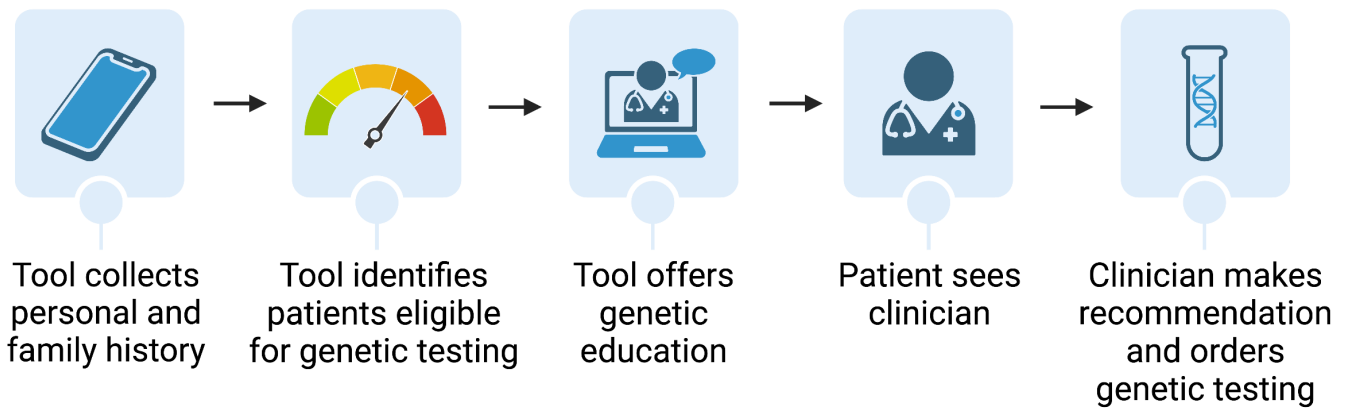 Tool collects
personal and
family history
Tool identifies
patients eligible
for genetic testing
Tool offers
genetic
education
Patient sees
clinician
Clinician makes
recommendation
and orders
genetic testing